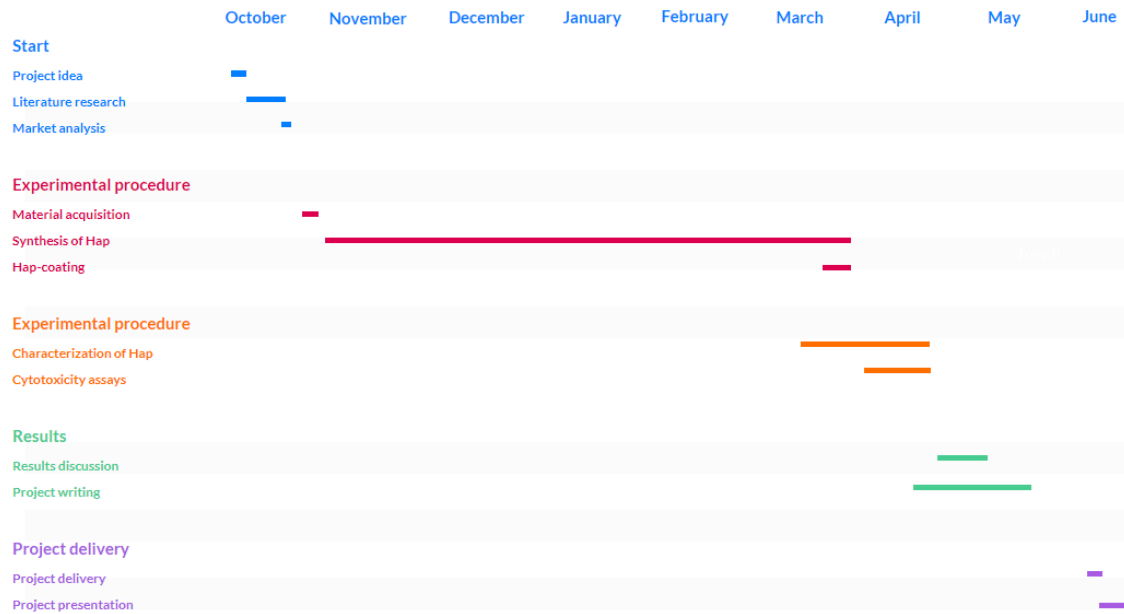 October November December January February March April May June
Start
Project idea
Literature research
Market analysis
Experimental procedure
Material acquisition
Synthesis of Hap
Hap-coating
Experimental procedure
Characterization of Hap
Cytotoxicity assays
Results
Results discussion
Project writing
Project delivery
Project delivery
Project presentation